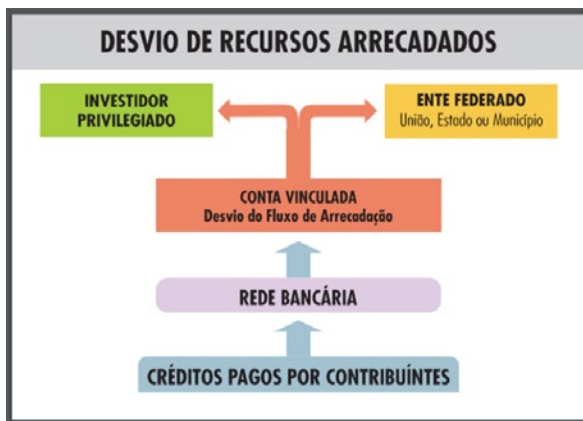 DESVIO DE RECURSOS ARRECADADOS
INVESTIDOR
PRIVILEGIADO
ENTE FEDERADO
União, Estado ou Município
CONTA VINCULADA
Desvio do Fluxo de Arrecadação
REDE BANCÁRIA
CRÉDITOS PAGOS POR CONTRIBUÍNTES